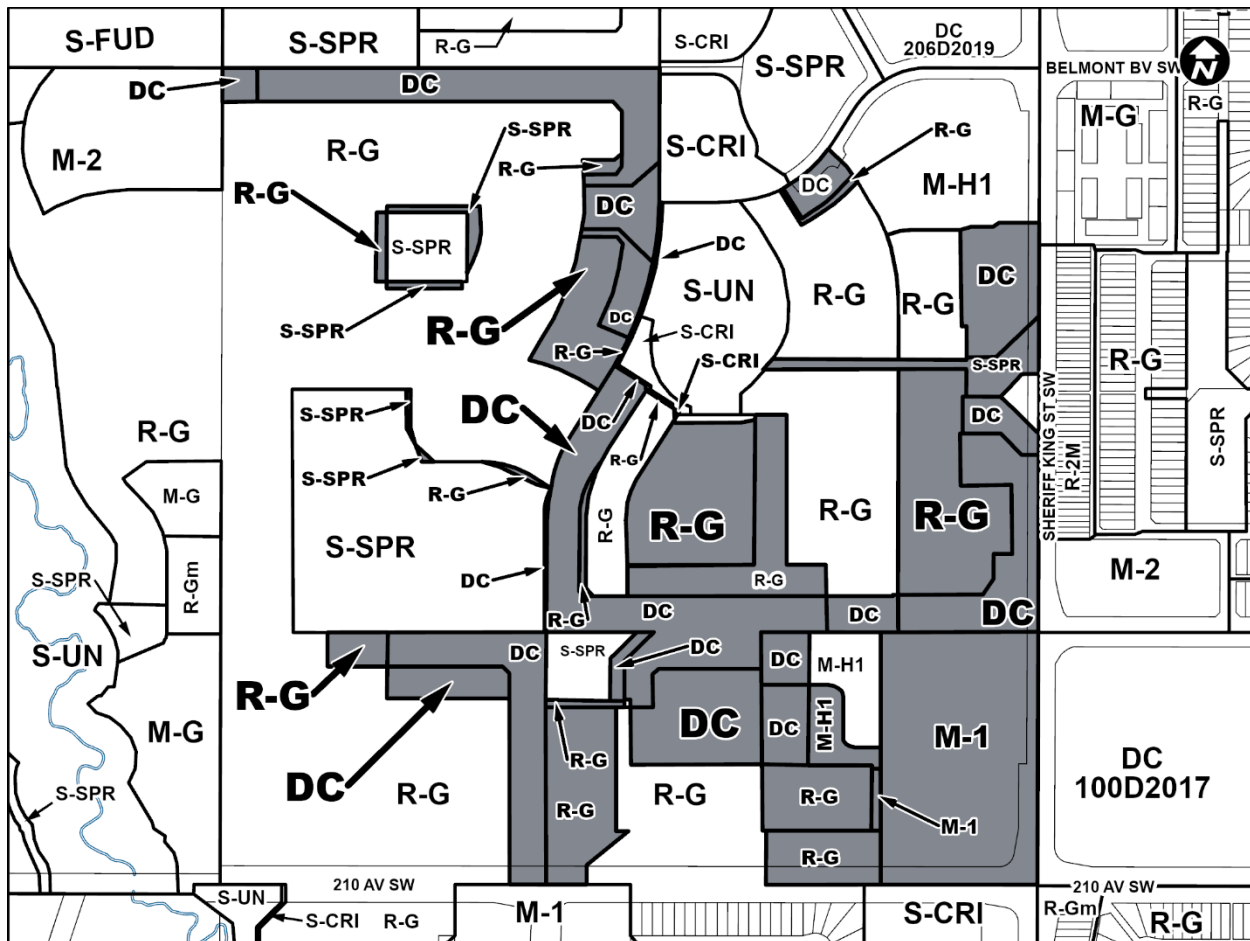 S-FUD
S-SPR
R-G
S-CRI
S-SPR
DC
206D2019
BELMONT BV SW
N
DC
DC
M-G
R-G
M-2
R-G
S-SPR
R-G
S-CRI
R-G
DC
M-H1
R-G
S-SPR
DC
DC
S-UN
R-G
R-G
DC
S-SPR
R-G
DC
S-CRI
R-G
S-CRI
S-SPR
R-G
SHERIFF KING ST SW
R-2M
S-SPR
R-G
S-SPR
DC
DC
DC
M-G
S-SPR
R-G
R-G
R-G
R-G
R-G
R-G
S-SPR
M-2
R-Gm
S-SPR
DC
R-G
R-G
DC
DC
DC
S-UN
DC
S-SPR
DC
DC
M-H1
R-G
M-G
DC
DC
M-H1
M-1
DC
100D2017
R-G
DC
R-G
R-G
R-G
R-G
M-1
S-SPR
R-G
210 AV SW
210 AV SW
S-UN
S-CRI
R-G
M-1
S-CRI
R-Gm
R-G